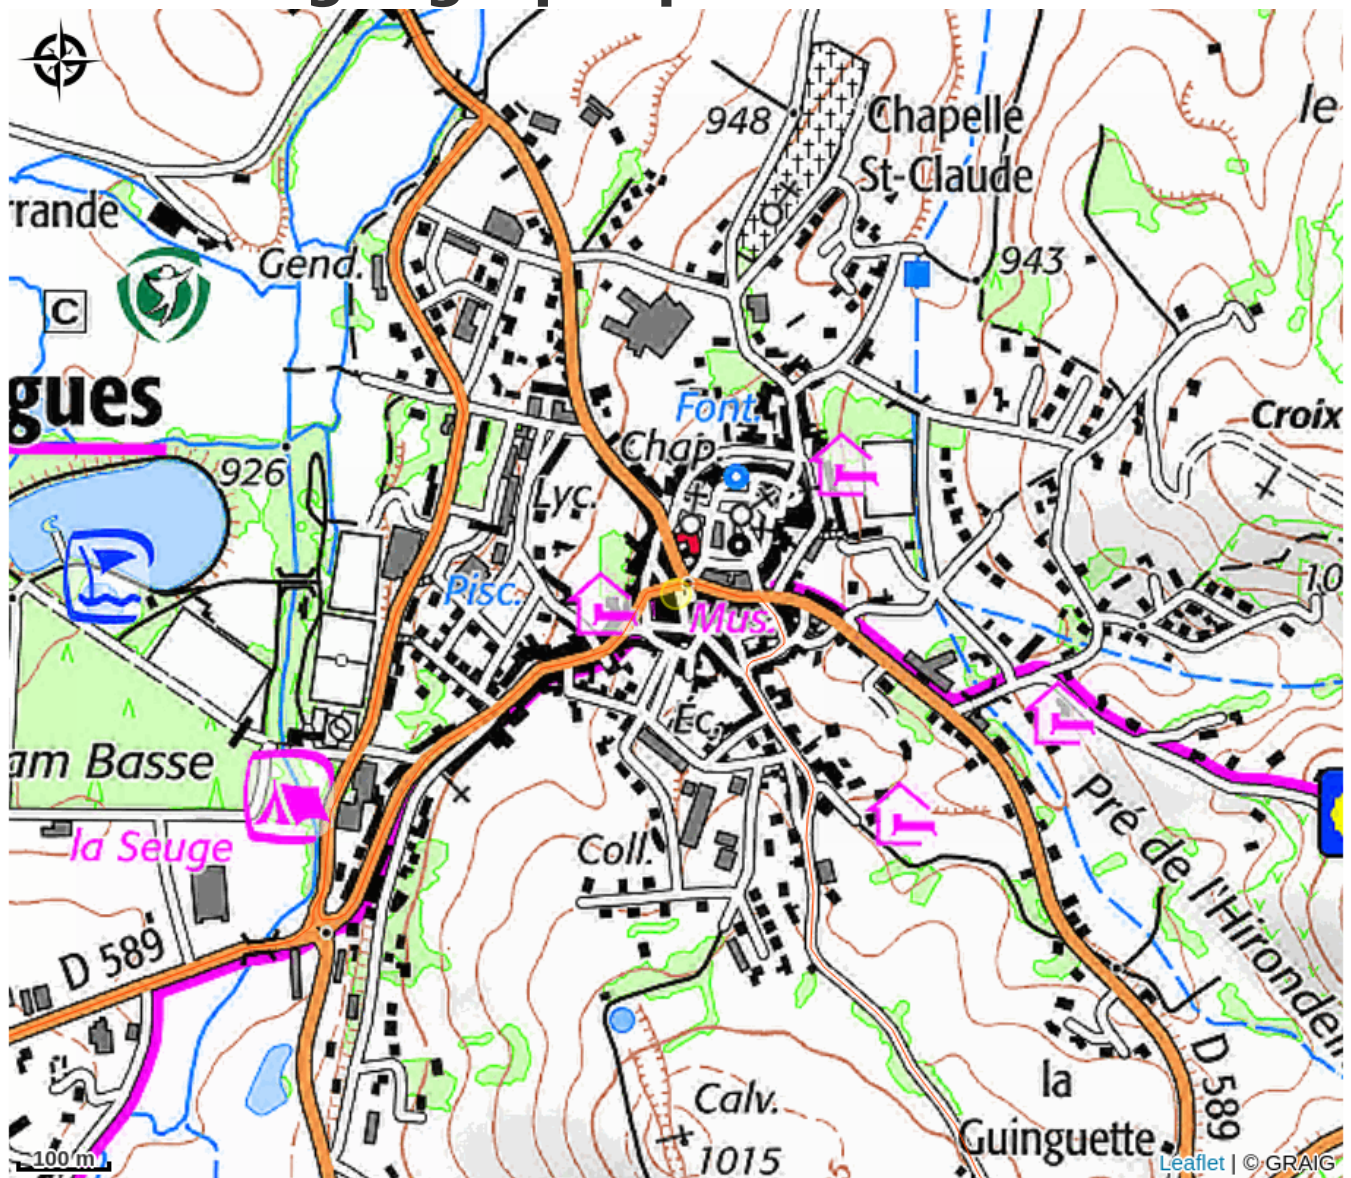 948
Chapelle
St-Claude
le
rrande
Gend.
943
C
gues
Font.
Croix
Chap
926
Lyc.
Pisc.
10
Mus.
Éc.
am Basse
la Seuge
Coll.
Pré de l'Hirondel
D 589
D 589
Calv.
1015
la
Guinguette
100 m
Leaflet | © GRAIG